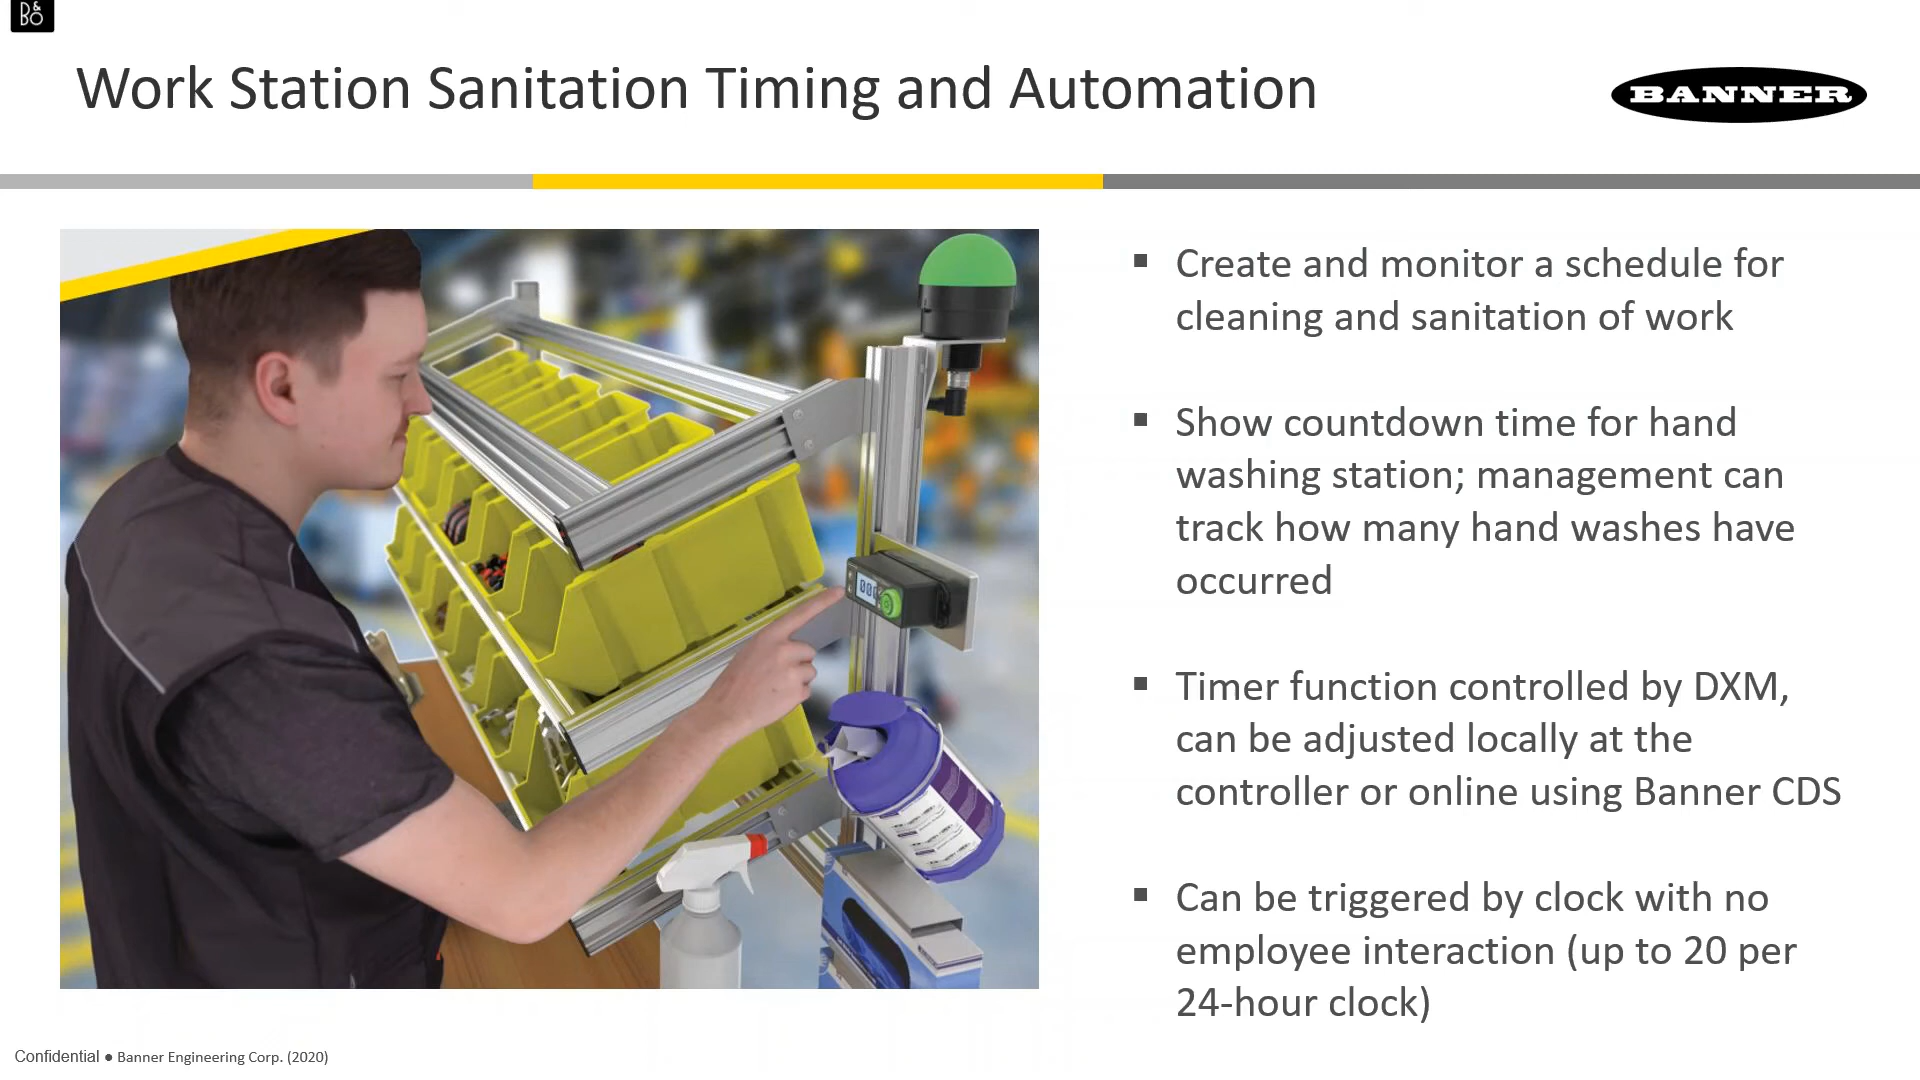 B&O
Work Station Sanitation Timing and Automation
BANNER
Create and monitor a schedule for
cleaning and sanitation of work
Show countdown time for hand
washing station; management can
track how many hand washes have
occurred
Timer function controlled by DXM,
can be adjusted locally at the
controller or online using Banner CDS
Can be triggered by clock with no
employee interaction (up to 20 per
24-hour clock)
Confidential ● Banner Engineering Corp. (2020)